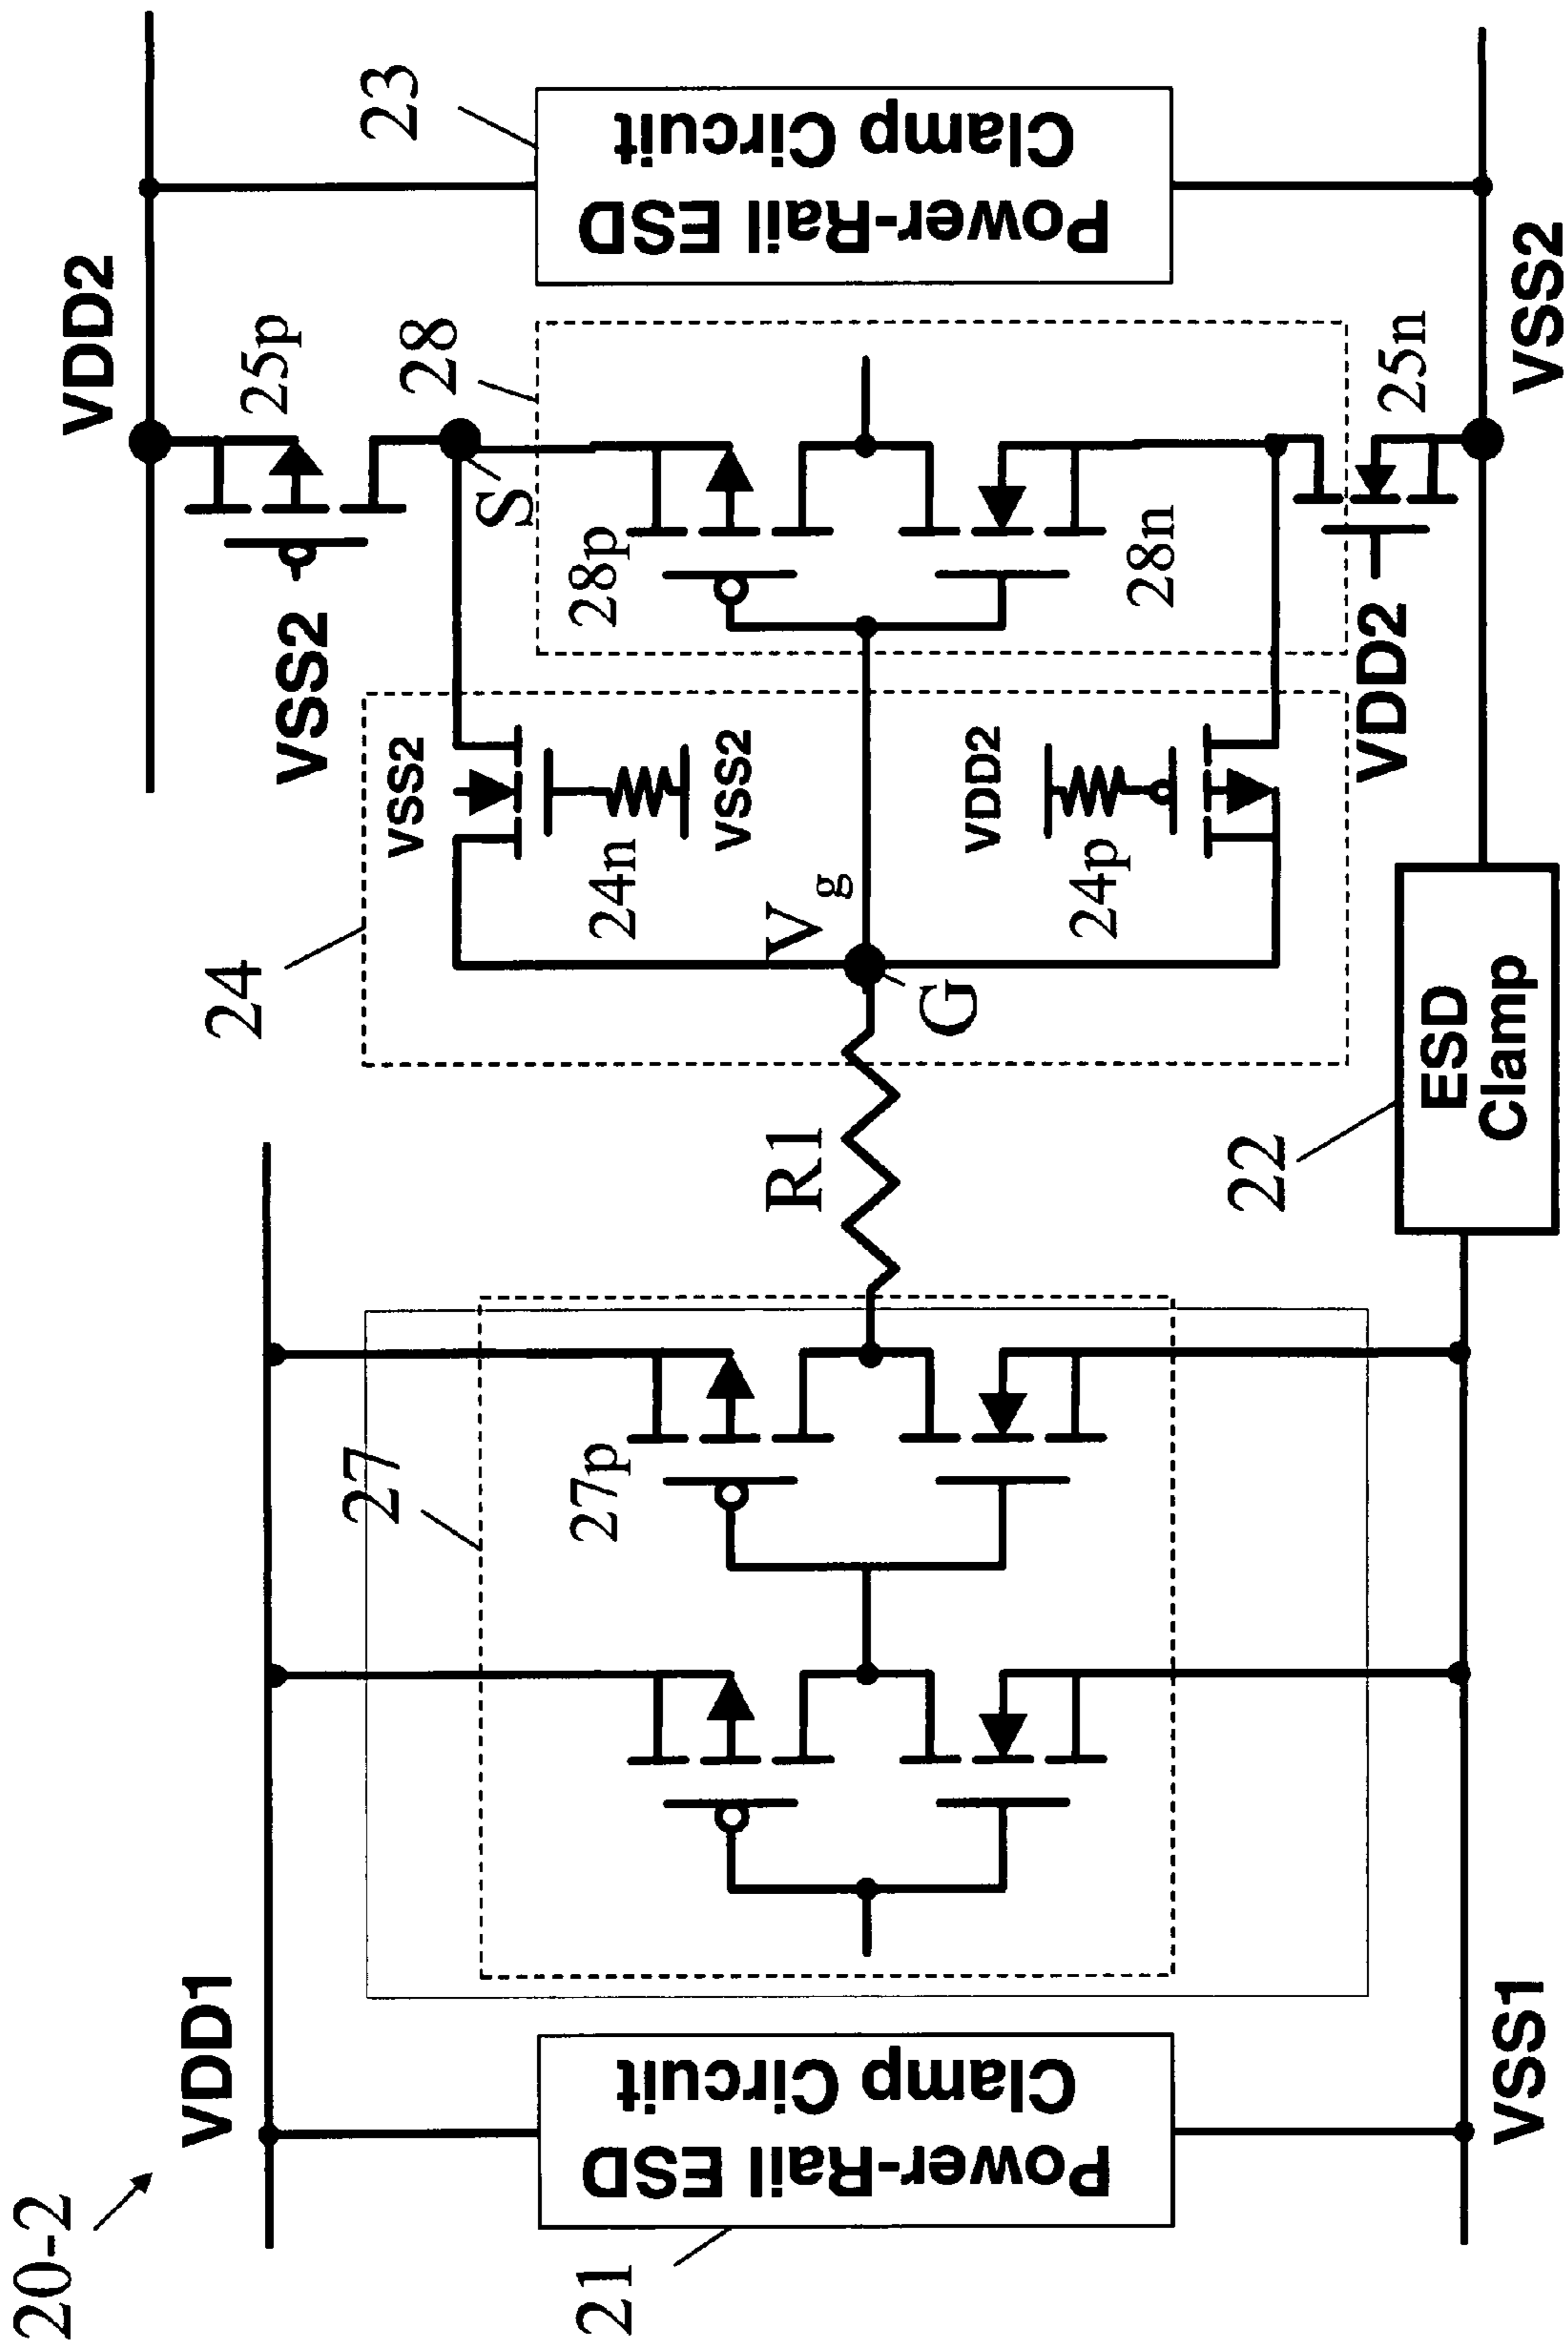 20-2
VDD1
VDD2
25p
VSS2
S
28
23
24
VSS2
24n
VSS2
27
27p
28p
R1
V
g
G
Power-Rail ESD
Clamp Circuit
21
Power-Rail ESD
Clamp Circuit
VDD2
24p
28n
22
ESD
Clamp
VDD2
25n
VSS1
VSS2